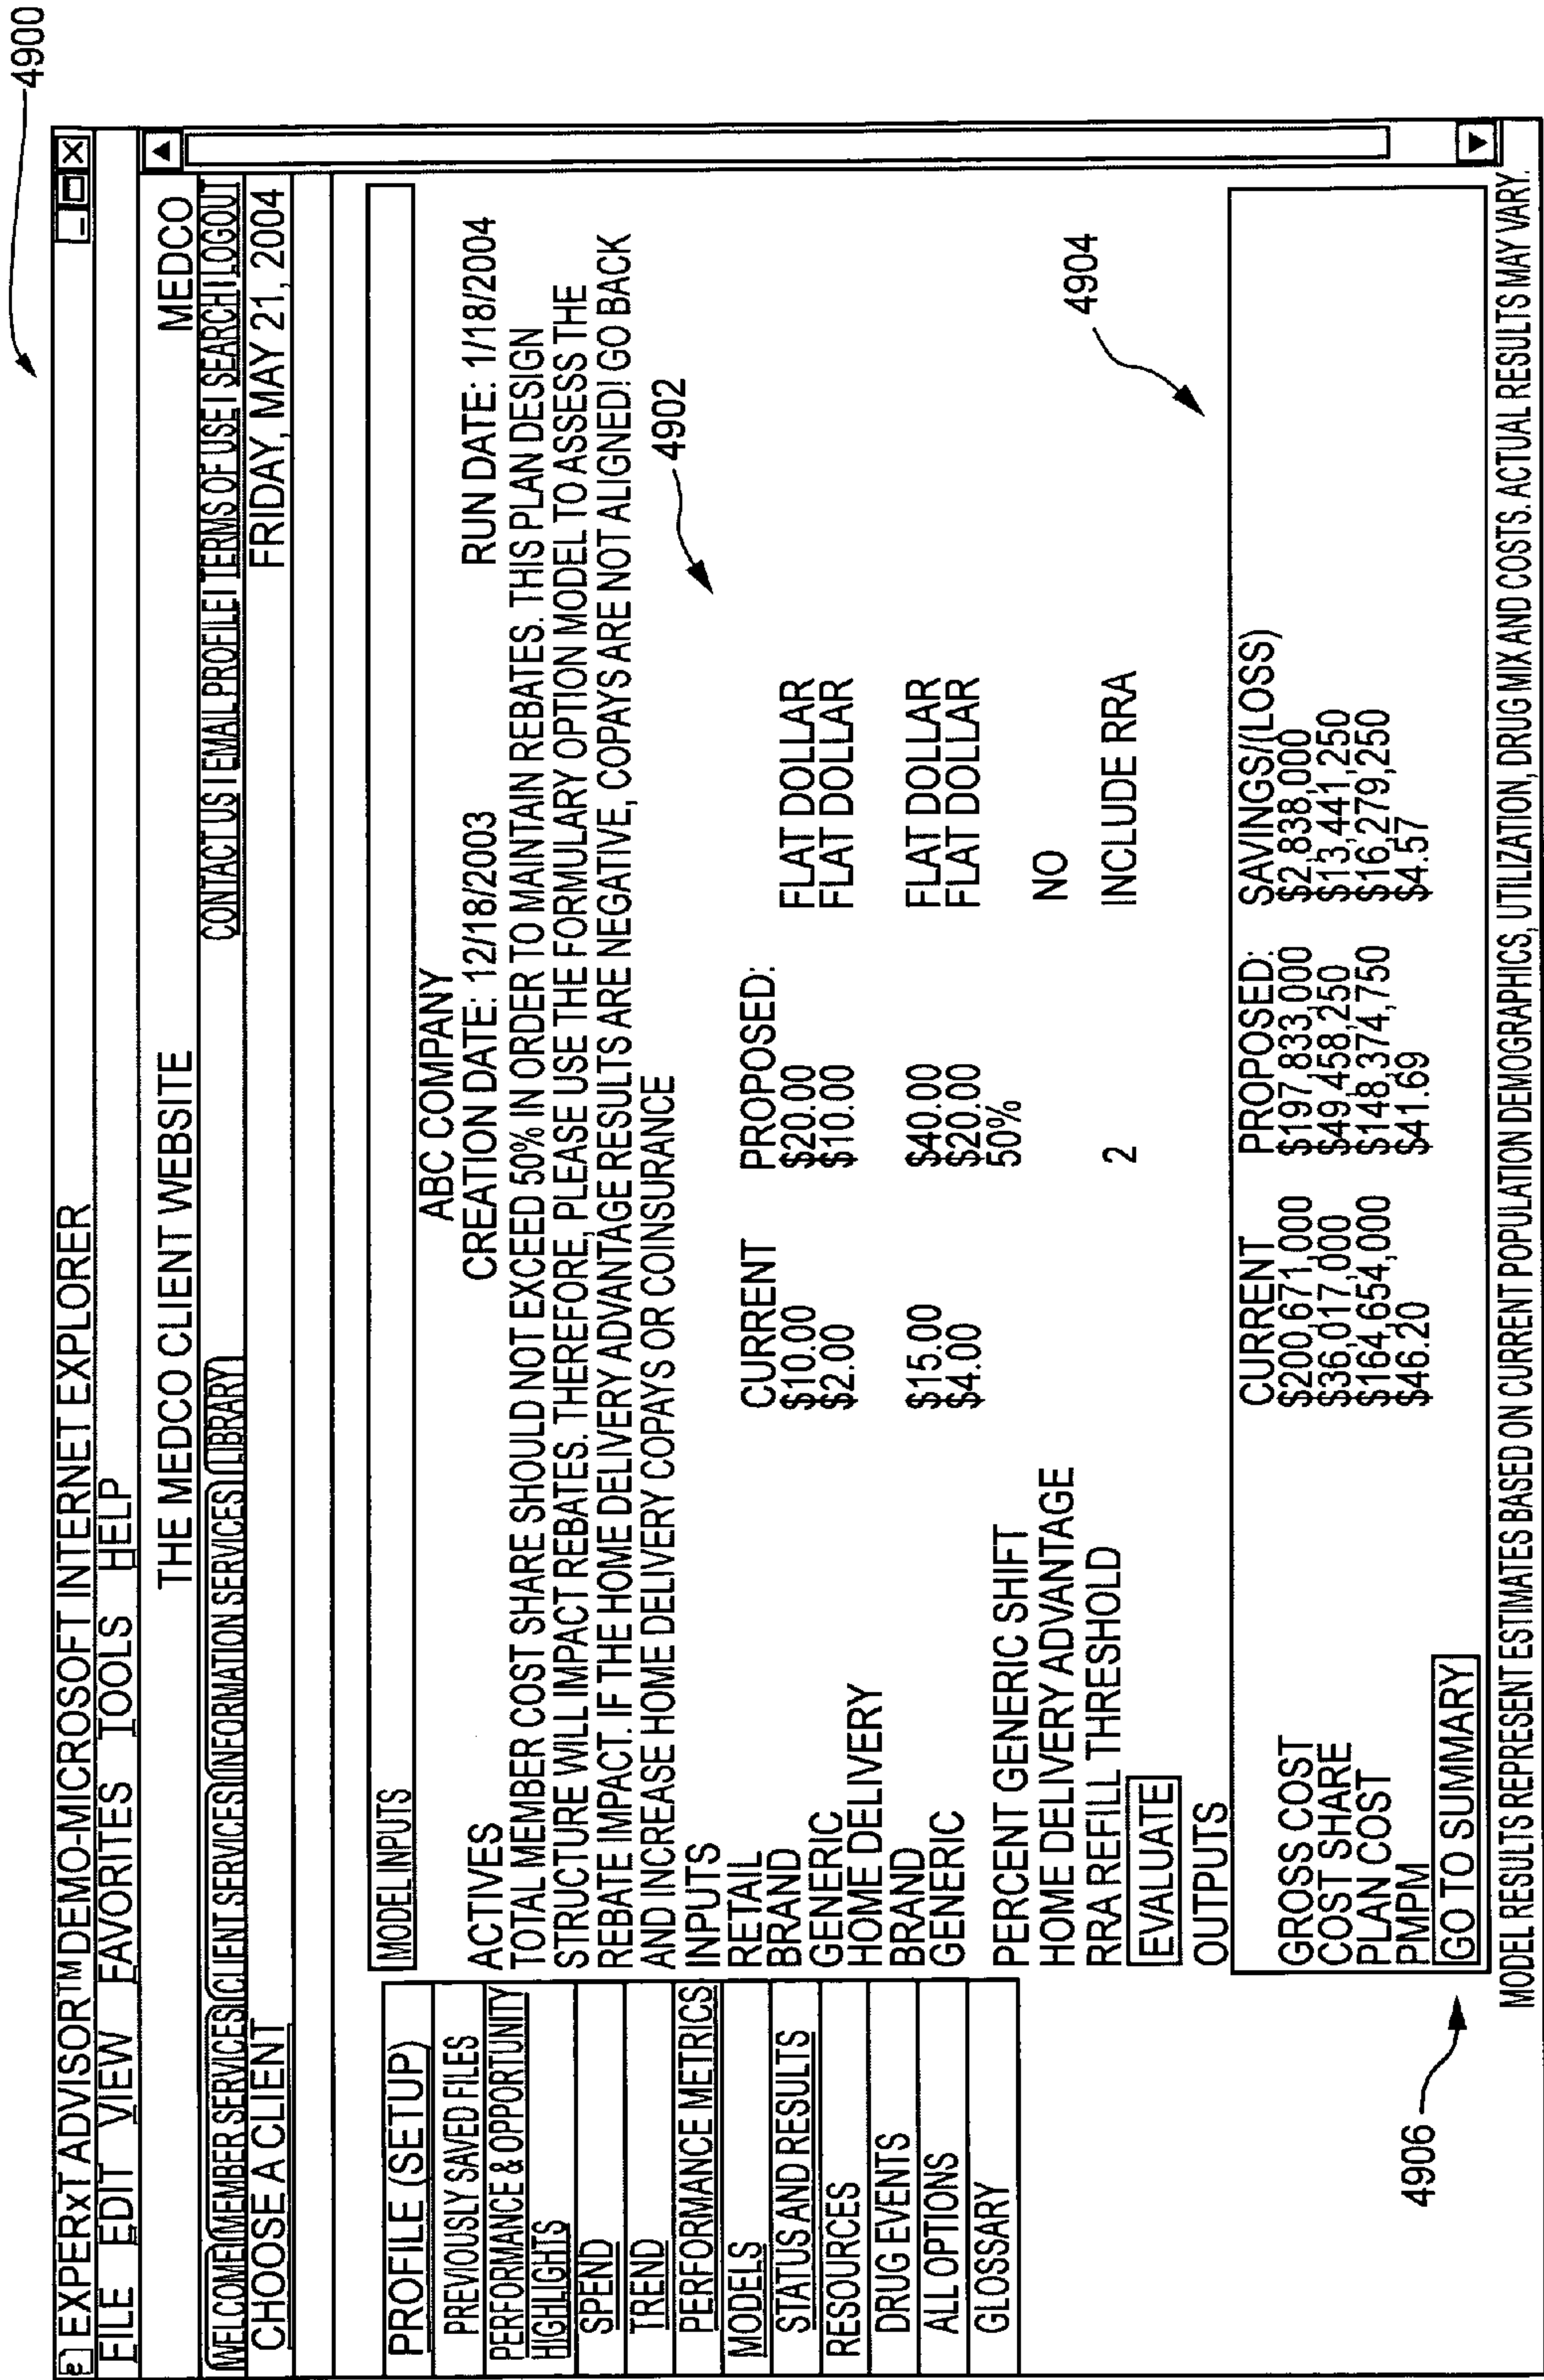 4900
EXPERxT ADVISOR™ DEMO-MICROSOFT INTERNET EXPLORER
FILE EDIT VIEW FAVORITES TOOLS HELP
THE MEDCO CLIENT WEBSITE MEDCO
WELCOME MEMBER SERVICES CLIENT SERVICES INFORMATION SERVICES LIBRARY CONTACT US | EMAIL PROFILE | TERMS OF USE | SEARCH | LOGOUT
CHOOSE A CLIENT FRIDAY, MAY 21, 2004
PROFILE (SETUP)
PREVIOUSLY SAVED FILES
PERFORMANCE & OPPORTUNITY
HIGHLIGHTS
SPEND
TREND
PERFORMANCE METRICS
MODELS
STATUS AND RESULTS
RESOURCES
DRUG EVENTS
ALL OPTIONS
GLOSSARY
MODEL INPUTS
ABC COMPANY
ACTIVES CREATION DATE: 12/18/2003 RUN DATE: 1/18/2004
TOTAL MEMBER COST SHARE SHOULD NOT EXCEED 50% IN ORDER TO MAINTAIN REBATES. THIS PLAN DESIGN
STRUCTURE WILL IMPACT REBATES. THEREFORE, PLEASE USE THE FORMULARY OPTION MODEL TO ASSESS THE
REBATE IMPACT. IF THE HOME DELIVERY ADVANTAGE RESULTS ARE NEGATIVE, COPAYS ARE NOT ALIGNED! GO BACK
AND INCREASE HOME DELIVERY COPAYS OR COINSURANCE
4902
INPUTS
RETAIL CURRENT PROPOSED:
BRAND $10.00 $20.00 FLAT DOLLAR
GENERIC $2.00 $10.00 FLAT DOLLAR
HOME DELIVERY
BRAND $15.00 $40.00 FLAT DOLLAR
GENERIC $4.00 $20.00 FLAT DOLLAR
PERCENT GENERIC SHIFT 50%
HOME DELIVERY ADVANTAGE NO
RRA REFILL THRESHOLD 2 INCLUDE RRA
EVALUATE
OUTPUTS
4904
CURRENT PROPOSED: SAVINGS/(LOSS)
GROSS COST $200,671,000 $197,833,000 $2,838,000
COST SHARE $36,017,000 $49,458,250 $13,441,250
PLAN COST $164,654,000 $148,374,750 $16,279,250
PMPM $46.20 $41.69 $4.57
GO TO SUMMARY
4906
MODEL RESULTS REPRESENT ESTIMATES BASED ON CURRENT POPULATION DEMOGRAPHICS, UTILIZATION, DRUG MIX AND COSTS. ACTUAL RESULTS MAY VARY.